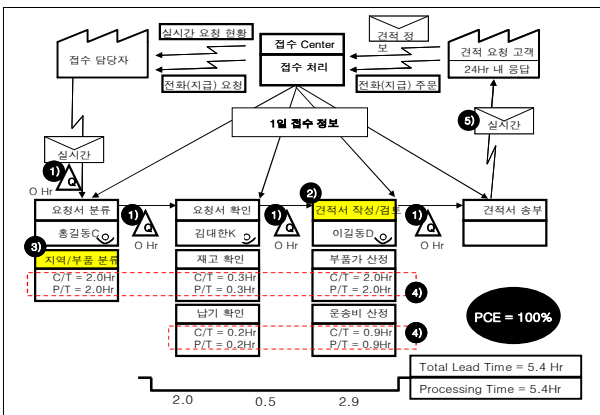 실시간 요청 현황
접수 Center
견적 정
보
접수 담당자
접수 처리
견적 요청 고객
24Hr 내 응답
전화(지급) 요청
전화(지급) 주문
1일 접수 정보
5)
실시간
실시간
1)
Q
O Hr
2)
요청서 분류
홍길동C
1)
Q
O Hr
요청서 확인
김대한K
1)
Q
O Hr
견적서 작성/검토
이길동D
1)
Q
O Hr
견적서 송부
3)
지역/부품 분류
C/T = 2.0Hr
P/T = 2.0Hr
재고 확인
C/T = 0.3Hr
P/T = 0.3Hr
부품가 산정
C/T = 2.0Hr
P/T = 2.0Hr
4)
납기 확인
C/T = 0.2Hr
P/T = 0.2Hr
운송비 산정
C/T = 0.9Hr
P/T = 0.9Hr
4)
PCE = 100%
Total Lead Time = 5.4 Hr
Processing Time = 5.4Hr
2.0
0.5
2.9